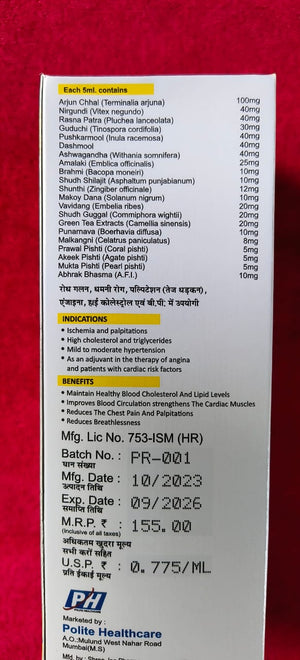 Each 5ml. contains
Arjun Chhal (Terminalia arjuna) 100mg
Nirgundi (Vitex negundo) 40mg
Rasna Patra (Pluchea lanceolata) 40mg
Guduchi (Tinospora cordifolia) 30mg
Pushkarmool (Inula racemosa) 40mg
Dashmool 40mg
Ashwagandha (Withania somnifera) 40mg
Amalaki (Emblica officinalis) 25mg
Brahmi (Bacopa moneiri) 10mg
Shudh Shilajit (Asphaltum punjabianum) 10mg
Shunthi (Zingiber officinale) 12mg
Makoy Dana (Solanum nigrum) 10mg
Vavidang (Embelia ribes) 20mg
Shudh Guggal (Commiphora wightii) 20mg
Green Tea Extracts (Camellia sinensis) 20mg
Punarnava (Boerhavia diffusa) 10mg
Malkangni (Celatrus paniculatus) 8mg
Prawal Pishti (Coral pishti) 5mg
Akeek Pishti (Agate pishti) 5mg
Mukta Pishti (Pearl pishti) 5mg
Abhrak Bhasma (A.F.I.) 10mg
रोध गलन, धमनी रोग, पल्पिटेशन (तेज धड़कन),
एंजाइना, हाई कोलेस्ट्रोल एवं बी.पी. में उपयोगी
INDICATIONS
• Ischemia and palpitations
• High cholesterol and triglycerides
• Mild to moderate hypertension
• As an adjuvant in the therapy of angina
and patients with cardiac risk factors
BENEFITS
• Maintain Healthy Blood Cholesterol And Lipid Levels
• Improves Blood Circulation strengthens The Cardiac Muscles
• Reduces The Chest Pain And Palpitations
• Reduces Breathlessness
Mfg. Lic No. 753-ISM (HR)
Batch No. : PR-001
घान संख्या
Mfg. Date : 10/2023
उत्पादन तिथि
Exp. Date : 09/2026
समाप्ति तिथि
M.R.P. ₹ : 155.00
(Inclusive of all taxes)
अधिकतम खुदरा मूल्य
सभी करों सहित
U.S.P. ₹ : 0.775/ML
प्रति ईकाई मूल्य
PH
Marketed by :
Polite Healthcare
A.O.:Mulund West Nahar Road
Mumbai(M.S)